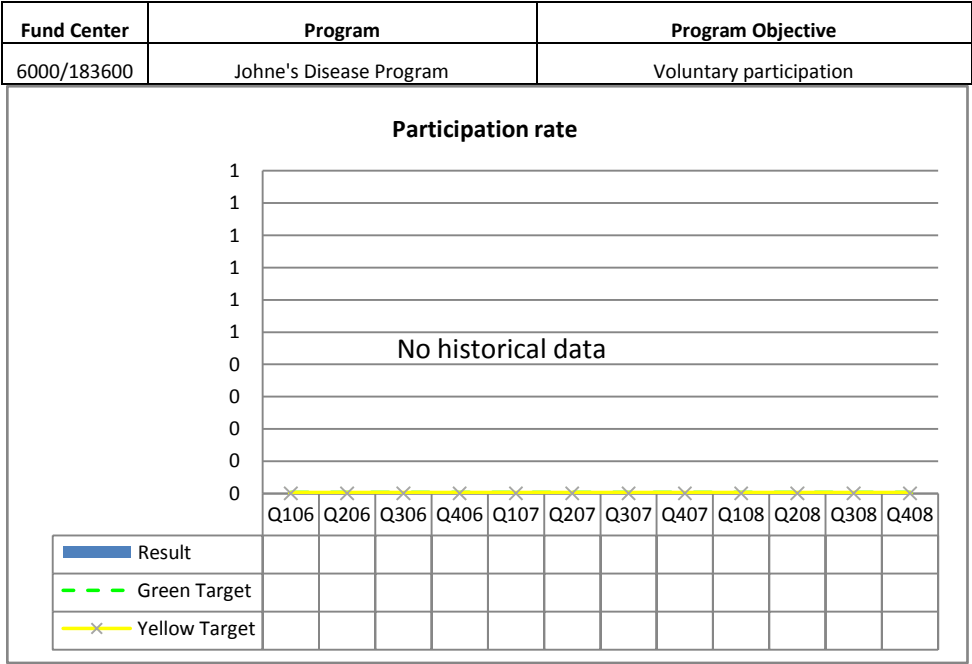 Fund Center Program Program Objective
6000/183600 Johne's Disease Program Voluntary participation
Participation rate
1
1
1
1
1
1
No historical data
0
0
0
0
0
Q106 Q206 Q306 Q406 Q107 Q207 Q307 Q407 Q108 Q208 Q308 Q408
Result
Green Target
Yellow Target